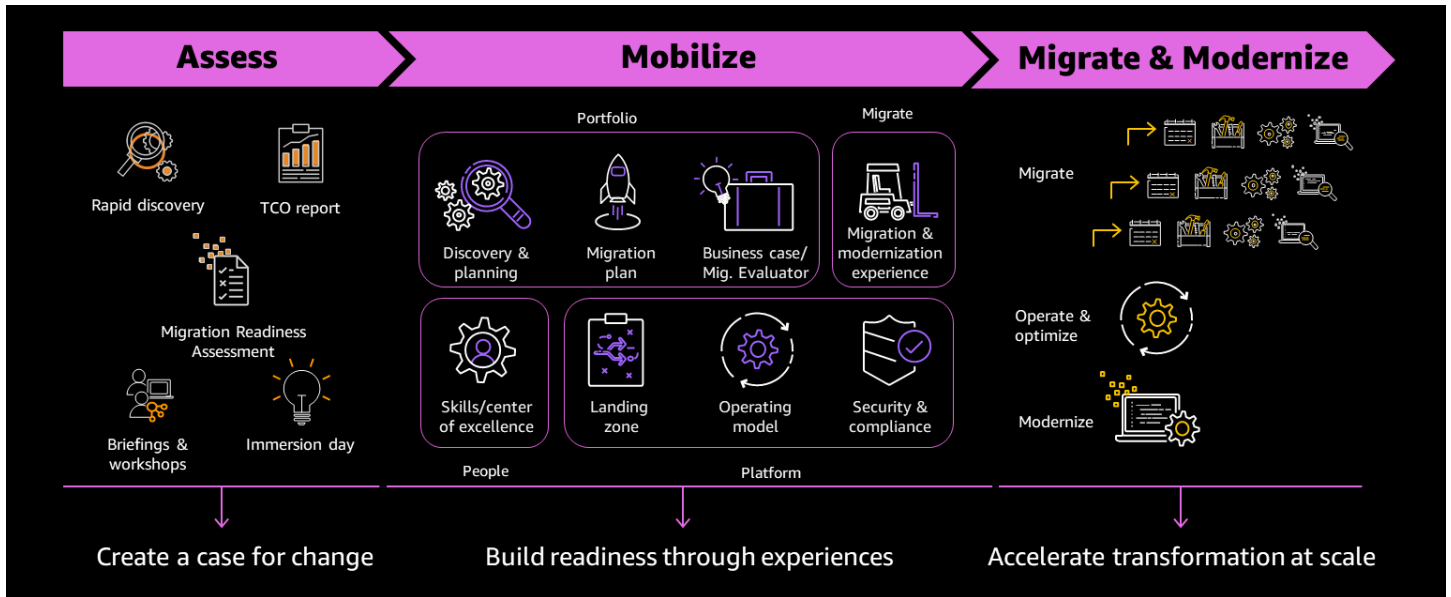 Assess
Mobilize
Migrate & Modernize
Rapid discovery
TCO report
Migration Readiness
Assessment
Briefings &
workshops
Immersion day
Portfolio
Migrate
Discovery &
planning
Migration
plan
Business case/
Mig. Evaluator
Migration &
modernization
experience
Skills/center
of excellence
Landing
zone
Operating
model
Security &
compliance
People
Platform
Migrate
Operate &
optimize
Modernize
Create a case for change
Build readiness through experiences
Accelerate transformation at scale